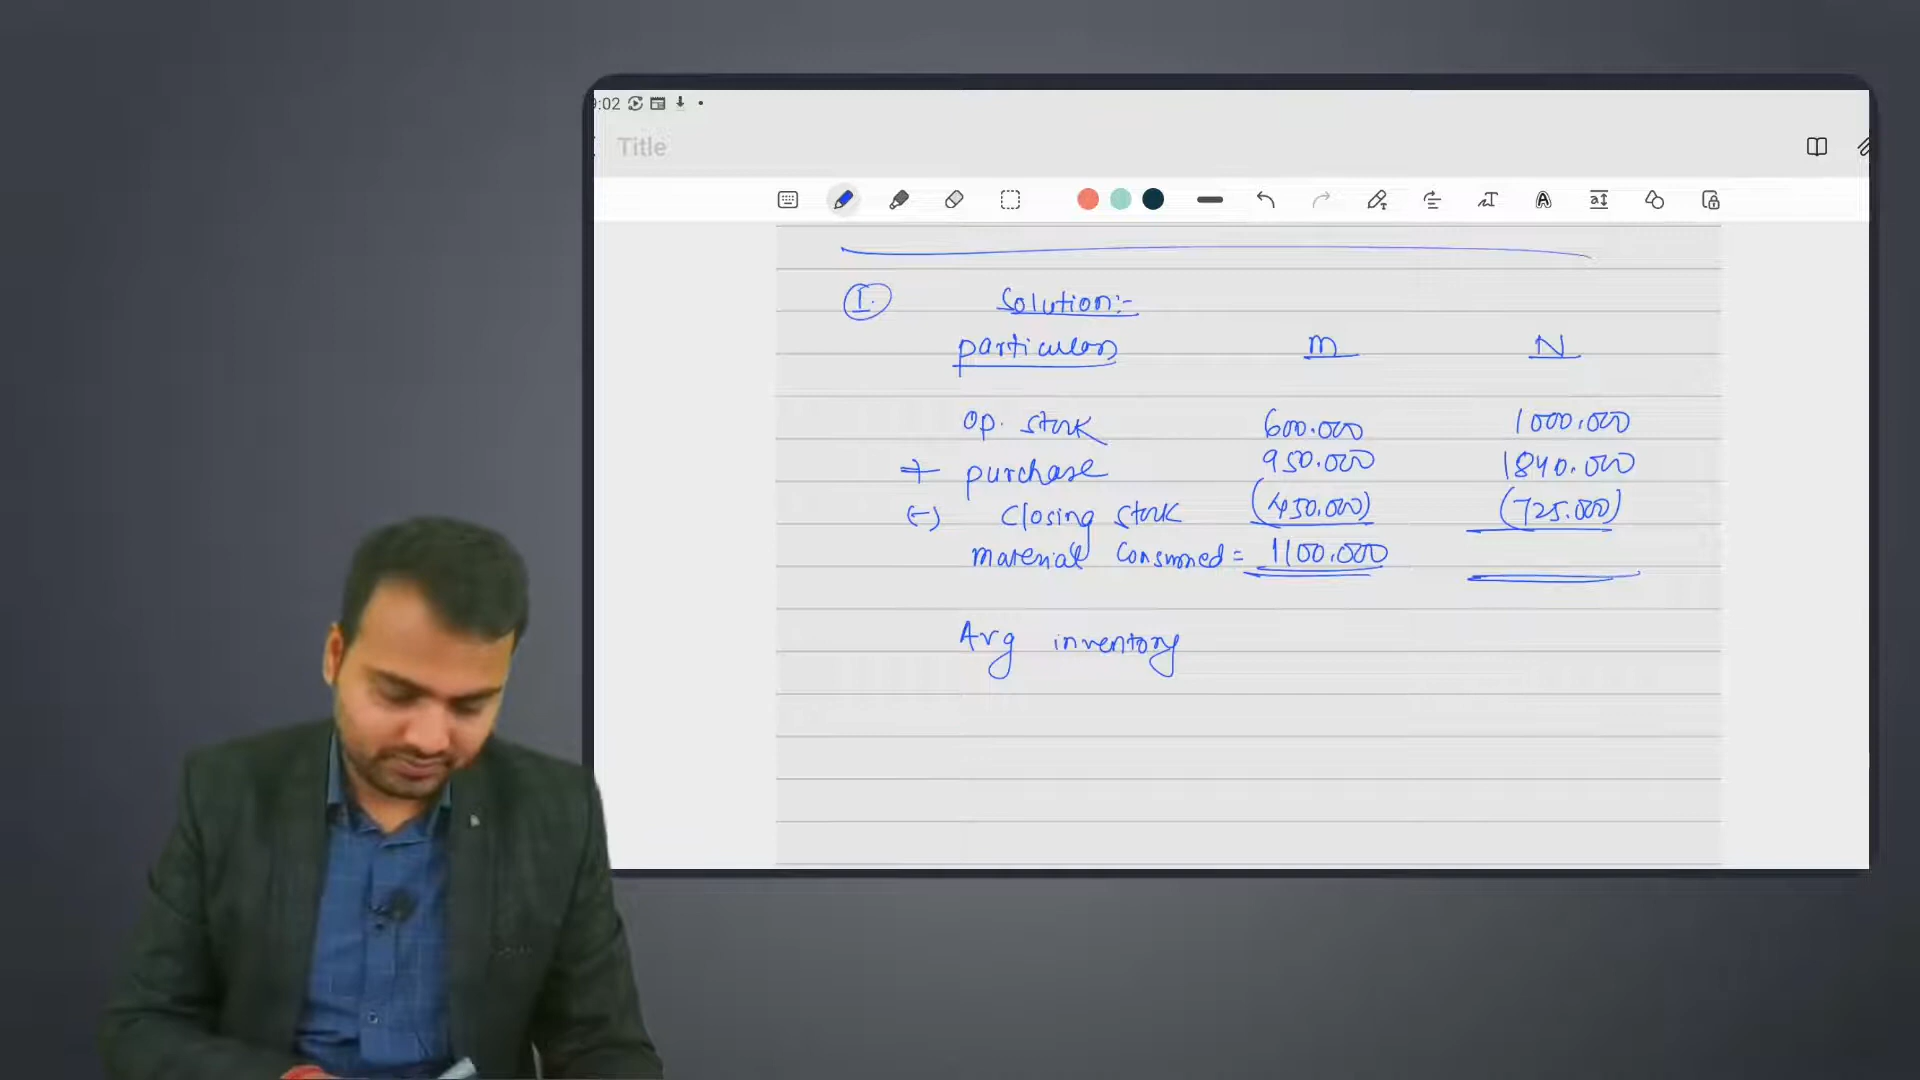 9:02
Title
I. Solution:-
particulars M N
Op. stock 600.000 1000.000
+ purchase 950.000 1840.000
(-) Closing stock (450.000) (725.000)
material consumed = 1100.000
Avg inventory